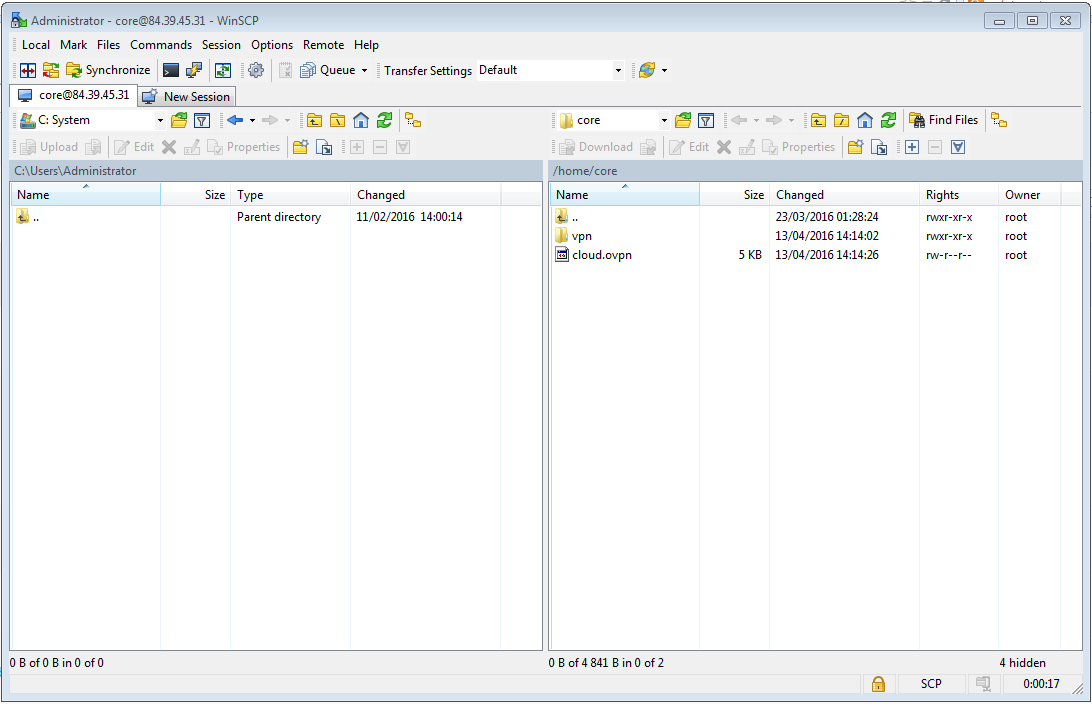 Administrator - core@84.39.45.31 - WinSCP
Local Mark Files Commands Session Options Remote Help
Synchronize Queue Transfer Settings Default
core@84.39.45.31 New Session
C: System core Find Files
Upload Edit Properties Download Edit Properties
C:\Users\Administrator /home/core
Name Size Type Changed Name Size Changed Rights Owner
.. Parent directory 11/02/2016 14:00:14 .. 23/03/2016 01:28:24 rwxr-xr-x root
vpn 13/04/2016 14:14:02 rwxr-xr-x root
cloud.ovpn 5 KB 13/04/2016 14:14:26 rw-r--r-- root
0 B of 0 B in 0 of 0 0 B of 4 841 B in 0 of 2 4 hidden
SCP 0:00:17